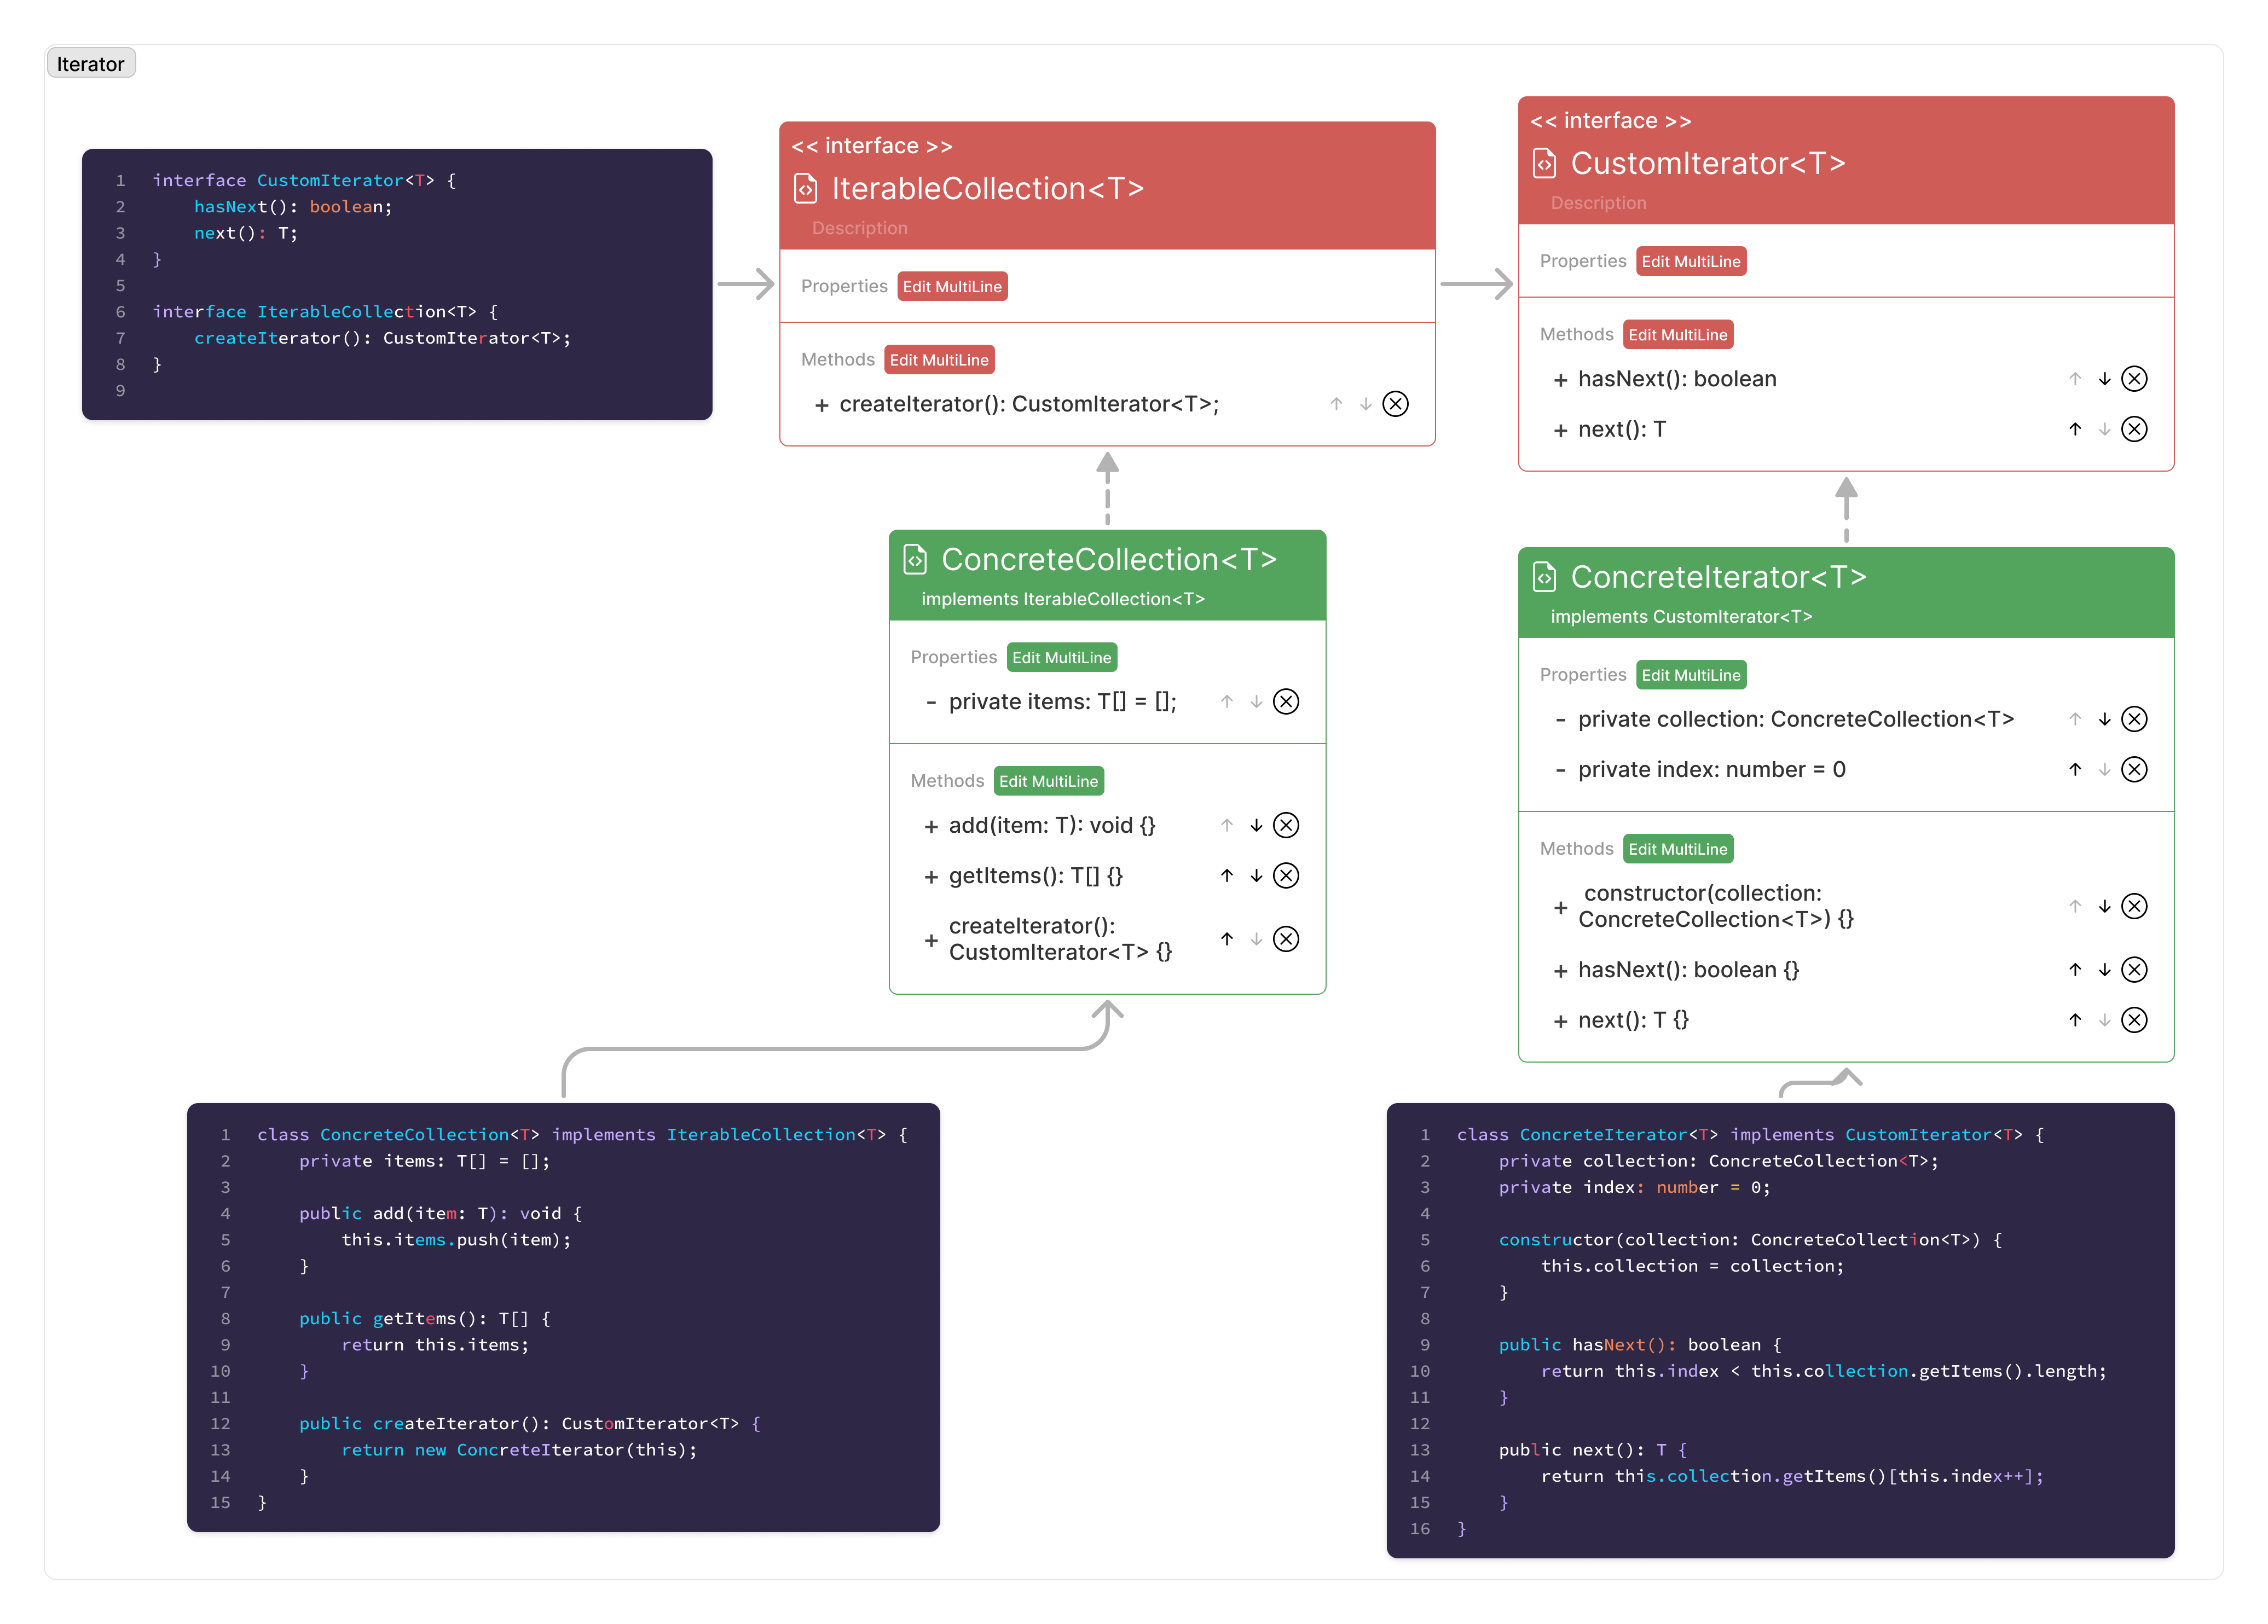 Iterator
1 interface CustomIterator<T> {
2 hasNext(): boolean;
3 next(): T;
4 }
5
6 interface IterableCollection<T> {
7 createIterator(): CustomIterator<T>;
8 }
9
<< interface >>
IterableCollection<T>
Description
Properties Edit MultiLine
Methods Edit MultiLine
+ createIterator(): CustomIterator<T>;
<< interface >>
CustomIterator<T>
Description
Properties Edit MultiLine
Methods Edit MultiLine
+ hasNext(): boolean
+ next(): T
ConcreteCollection<T>
implements IterableCollection<T>
Properties Edit MultiLine
- private items: T[] = [];
Methods Edit MultiLine
+ add(item: T): void {}
+ getItems(): T[] {}
+ createIterator():
CustomIterator<T> {}
ConcreteIterator<T>
implements CustomIterator<T>
Properties Edit MultiLine
- private collection: ConcreteCollection<T>
- private index: number = 0
Methods Edit MultiLine
+ constructor(collection:
ConcreteCollection<T>) {}
+ hasNext(): boolean {}
+ next(): T {}
1 class ConcreteCollection<T> implements IterableCollection<T> {
2 private items: T[] = [];
3
4 public add(item: T): void {
5 this.items.push(item);
6 }
7
8 public getItems(): T[] {
9 return this.items;
10 }
11
12 public createIterator(): CustomIterator<T> {
13 return new ConcreteIterator(this);
14 }
15 }
1 class ConcreteIterator<T> implements CustomIterator<T> {
2 private collection: ConcreteCollection<T>;
3 private index: number = 0;
4
5 constructor(collection: ConcreteCollection<T>) {
6 this.collection = collection;
7 }
8
9 public hasNext(): boolean {
10 return this.index < this.collection.getItems().length;
11 }
12
13 public next(): T {
14 return this.collection.getItems()[this.index++];
15 }
16 }